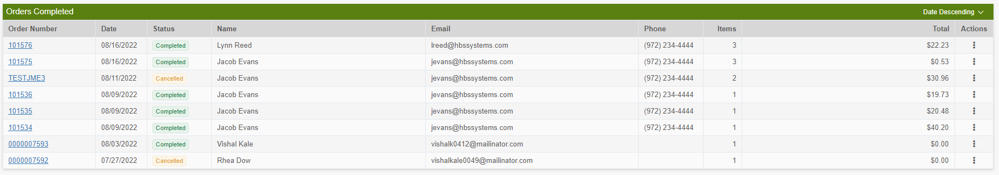 Orders Completed Date Descending
Order Number Date Status Name Email Phone Items Total Actions
101576 08/16/2022 Completed Lynn Reed lreed@hbssystems.com (972) 234-4444 3 $22.23
101575 08/16/2022 Completed Jacob Evans jevans@hbssystems.com (972) 234-4444 3 $0.53
TESTJME3 08/11/2022 Cancelled Jacob Evans jevans@hbssystems.com (972) 234-4444 2 $30.96
101536 08/09/2022 Completed Jacob Evans jevans@hbssystems.com (972) 234-4444 1 $19.73
101535 08/09/2022 Completed Jacob Evans jevans@hbssystems.com (972) 234-4444 1 $20.48
101534 08/09/2022 Completed Jacob Evans jevans@hbssystems.com (972) 234-4444 1 $40.20
0000007593 08/03/2022 Completed Vishal Kale vishalk0412@mailinator.com 1 $0.00
0000007592 07/27/2022 Cancelled Rhea Dow vishalkale0049@mailinator.com 1 $0.00